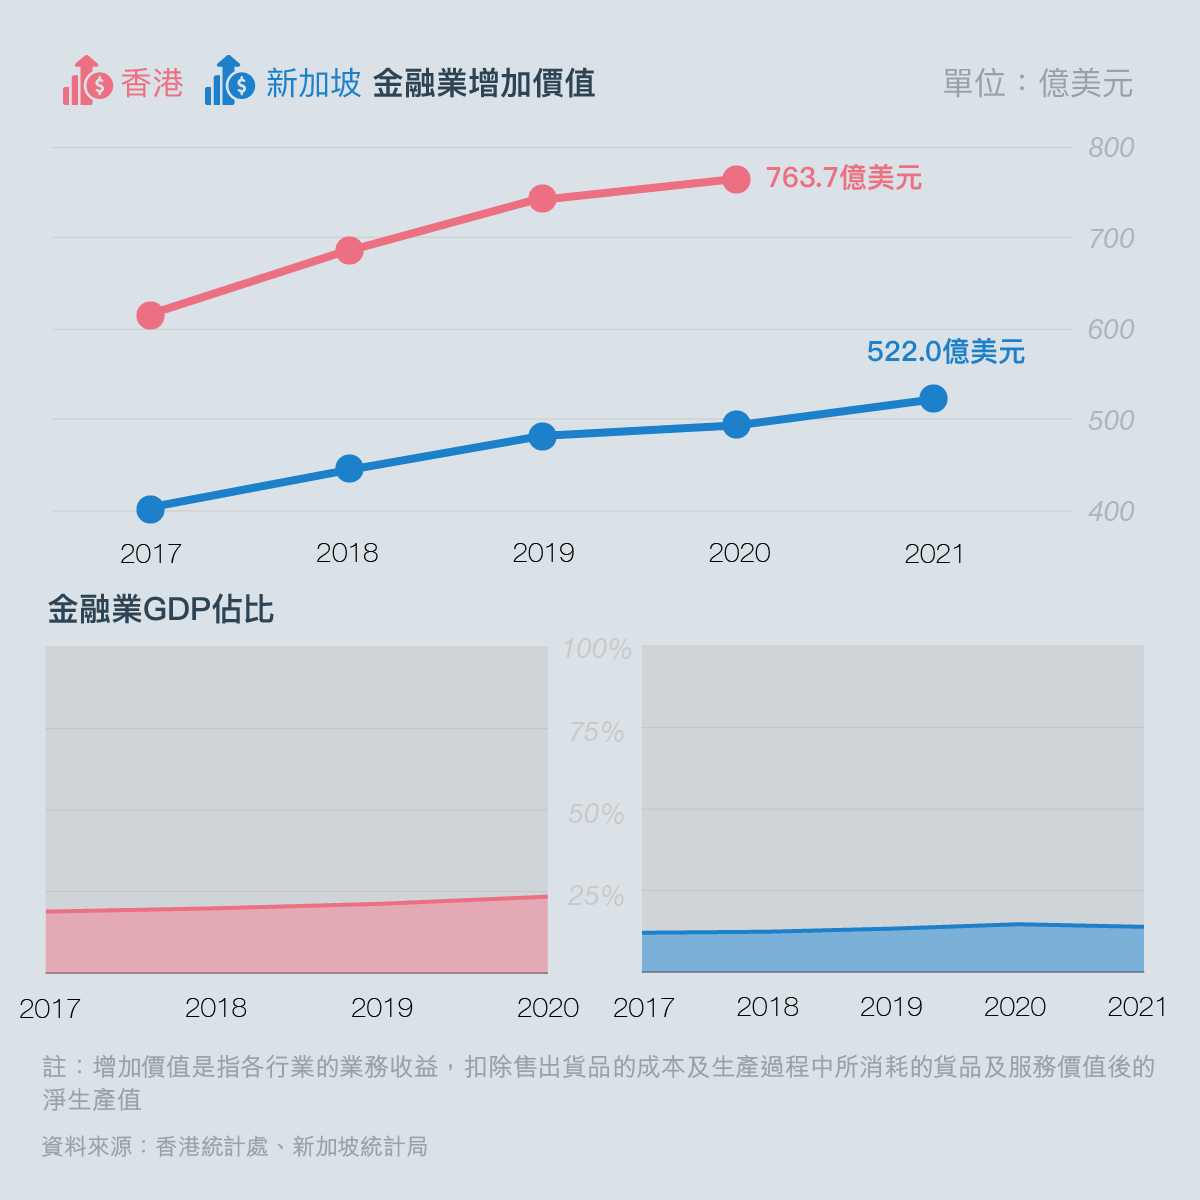 香港 新加坡 金融業增加價值 單位：億美元
800
763.7億美元
700
600
522.0億美元
500
400
2017 2018 2019 2020 2021
金融業GDP佔比
100%
75%
50%
25%
2017 2018 2019 2020 2017 2018 2019 2020 2021
註：增加價值是指各行業的業務收益，扣除售出貨品的成本及生產過程中所消耗的貨品及服務價值後的
淨生產值
資料來源：香港統計處、新加坡統計局